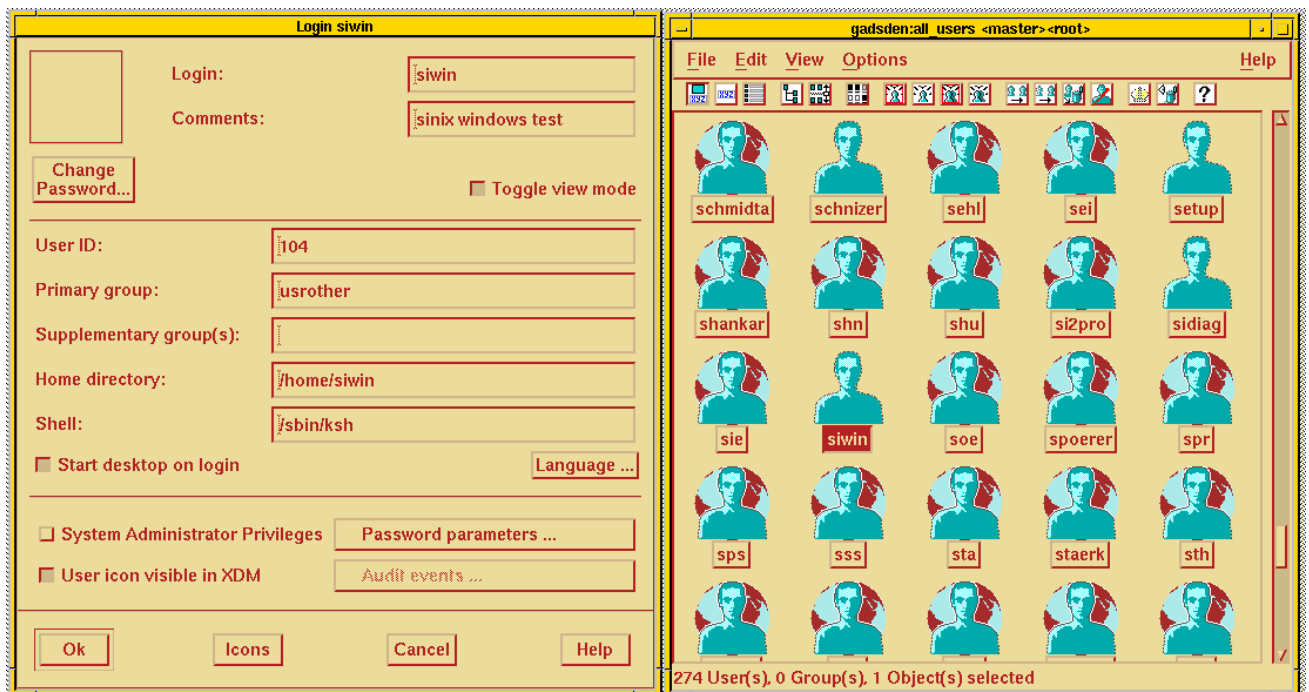 Login siwin
Login:
siwin
Comments:
sinix windows test
Change
Password...
Toggle view mode
User ID:
104
Primary group:
usrother
Supplementary group(s):
Home directory:
/home/siwin
Shell:
/sbin/ksh
Start desktop on login
Language ...
System Administrator Privileges
Password parameters ...
User icon visible in XDM
Audit events ...
Ok
Icons
Cancel
Help
gadsden:all_users <master><root>
File Edit View Options Help
schmidta schnizer sehl sei setup
shankar shn shu si2pro sidiag
sie siwin soe spoerer spr
sps sss sta staerk sth
274 User(s), 0 Group(s), 1 Object(s) selected